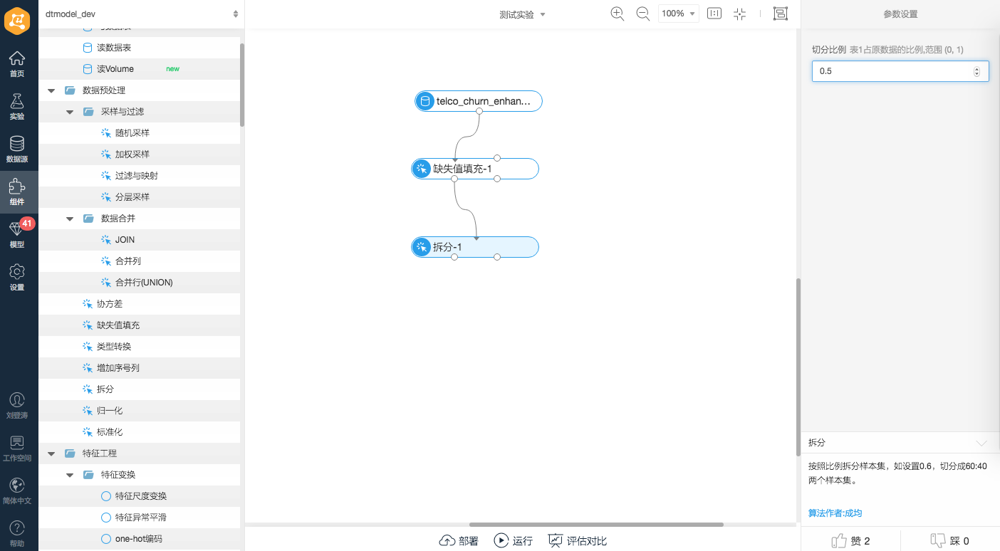 dtmodel_dev
读数据表
读Volume new
数据预处理
采样与过滤
随机采样
加权采样
过滤与映射
分层采样
数据合并
JOIN
合并列
合并行(UNION)
协方差
缺失值填充
类型转换
增加序号列
拆分
归一化
标准化
特征工程
特征变换
特征尺度变换
特征异常平滑
one-hot编码
首页
实验
数据源
组件
41
模型
设置
刘登涛
工作空间
简体中文
帮助
测试实验
100%
telco_churn_enhan...
缺失值填充-1
拆分-1
部署
运行
评估对比
参数设置
切分比例 表1占原数据的比例,范围 (0, 1)
0.5
拆分
按照比例拆分样本集，如设置0.6，切分成60:40
两个样本集。
算法作者:成均
赞 2
踩 0